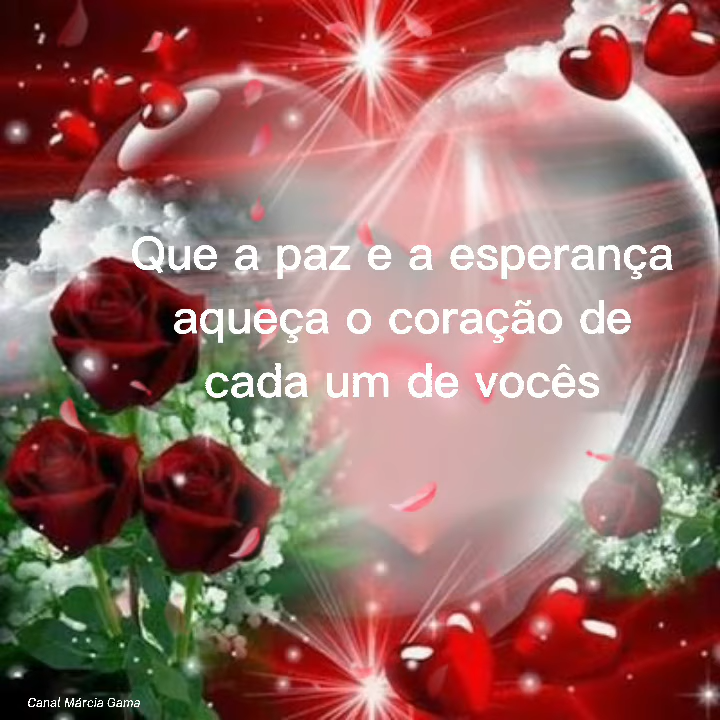 Que a paz e a esperança
aqueça o coração de
cada um de vocês
Canal Márcia Gama